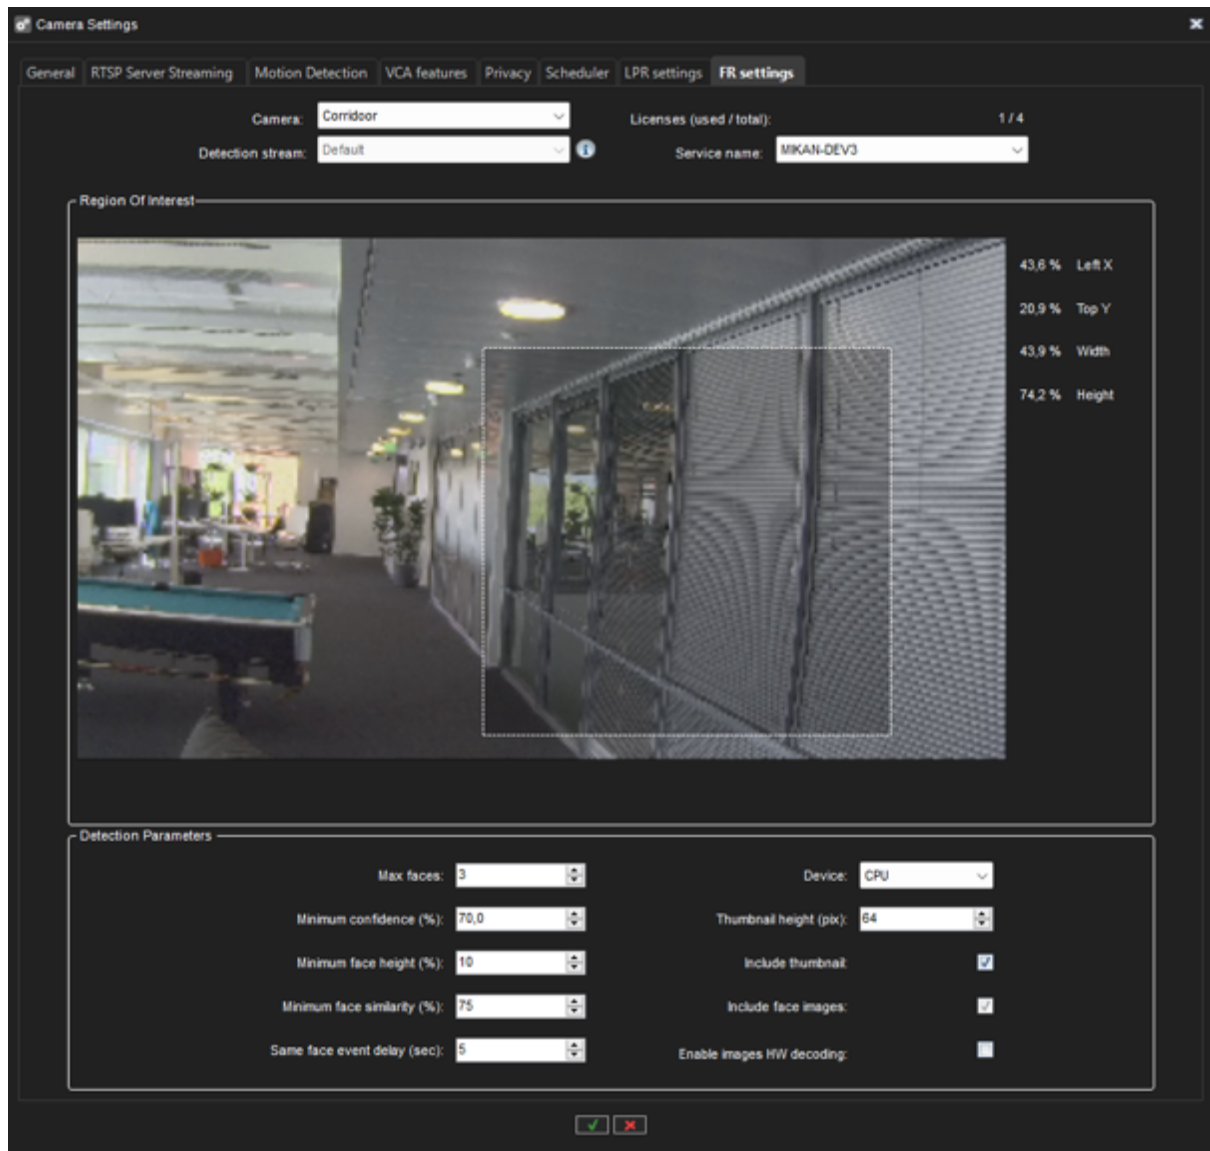 Camera Settings
General RTSP Server Streaming Motion Detection VCA features Privacy Scheduler LPR settings FR settings
Camera: Corridoor Licenses (used / total): 1 / 4
Detection stream: Default Service name: MIKAN-DEV3
Region Of Interest
43,6 % Left X
20,9 % Top Y
43,9 % Width
74,2 % Height
Detection Parameters
Max faces: 3 Device: CPU
Minimum confidence (%): 70,0 Thumbnail height (pix): 64
Minimum face height (%): 10 Include thumbnail:
Minimum face similarity (%): 75 Include face images:
Same face event delay (sec): 5 Enable images HW decoding: